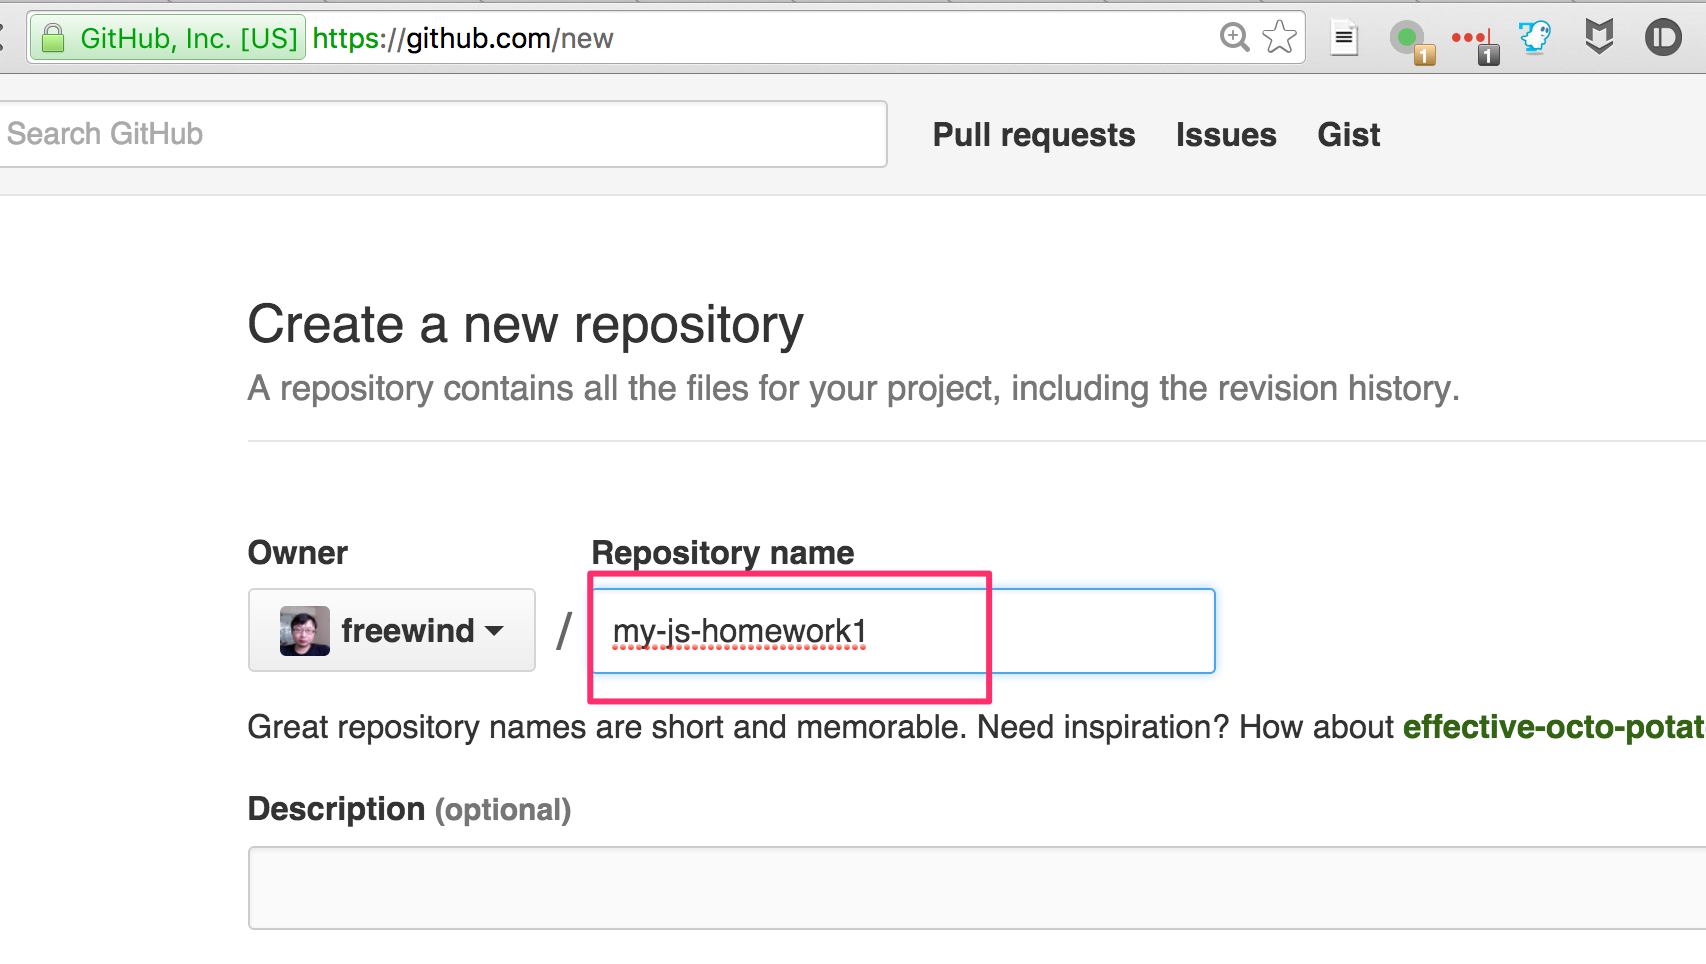 GitHub, Inc. [US] https://github.com/new
1
1
Search GitHub
Pull requests Issues Gist
Create a new repository
A repository contains all the files for your project, including the revision history.
Owner Repository name
freewind / my-js-homework1
Great repository names are short and memorable. Need inspiration? How about effective-octo-potat
Description (optional)